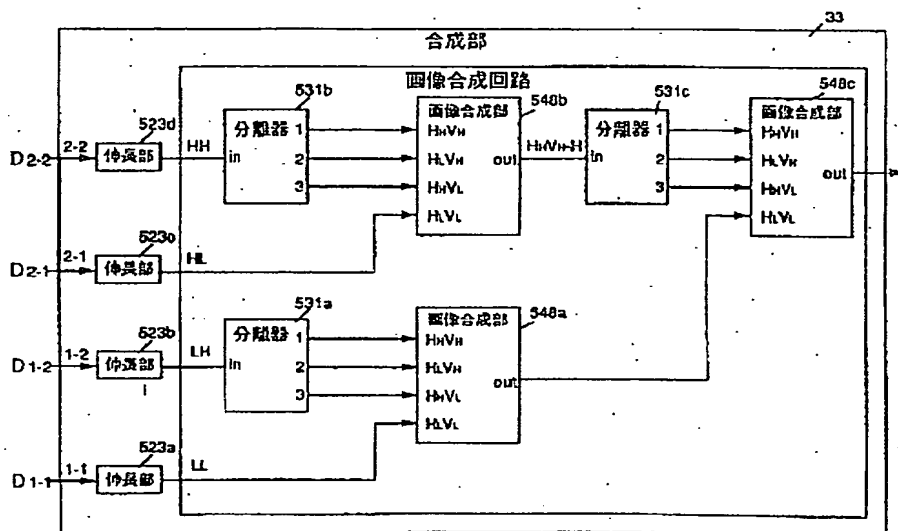 33
合成部
画像合成回路
D2-2
2-2
523d
伸長部
HH
531b
分離器
in
1
2
3
548b
画像合成部
HHVH
HLVH
HHVL
HLVL
out
HHVH-H
531c
分離器
in
1
2
3
548c
画像合成部
HHVH
HLVH
HHVL
HLVL
out
D2-1
2-1
523c
伸長部
HL
D1-2
1-2
523b
伸長部
LH
531a
分離器
in
1
2
3
548a
画像合成部
HHVH
HLVH
HHVL
HLVL
out
D1-1
1-1
523a
伸長部
LL